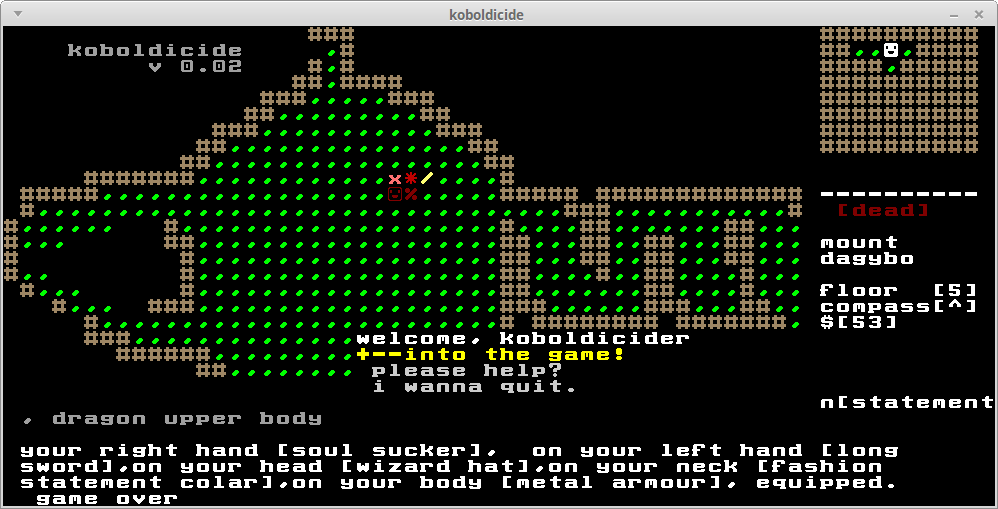 koboldicide
koboldicide
v 0.02
[dead]
mount
dagybo
floor [5]
compass[^]
$[53]
welcome, koboldicider
+--into the game!
please help?
i wanna quit.
n[statement
, dragon upper body
your right hand [soul sucker], on your left hand [long
sword],on your head [wizard hat],on your neck [fashion
statement colar],on your body [metal armour], equipped.
game over